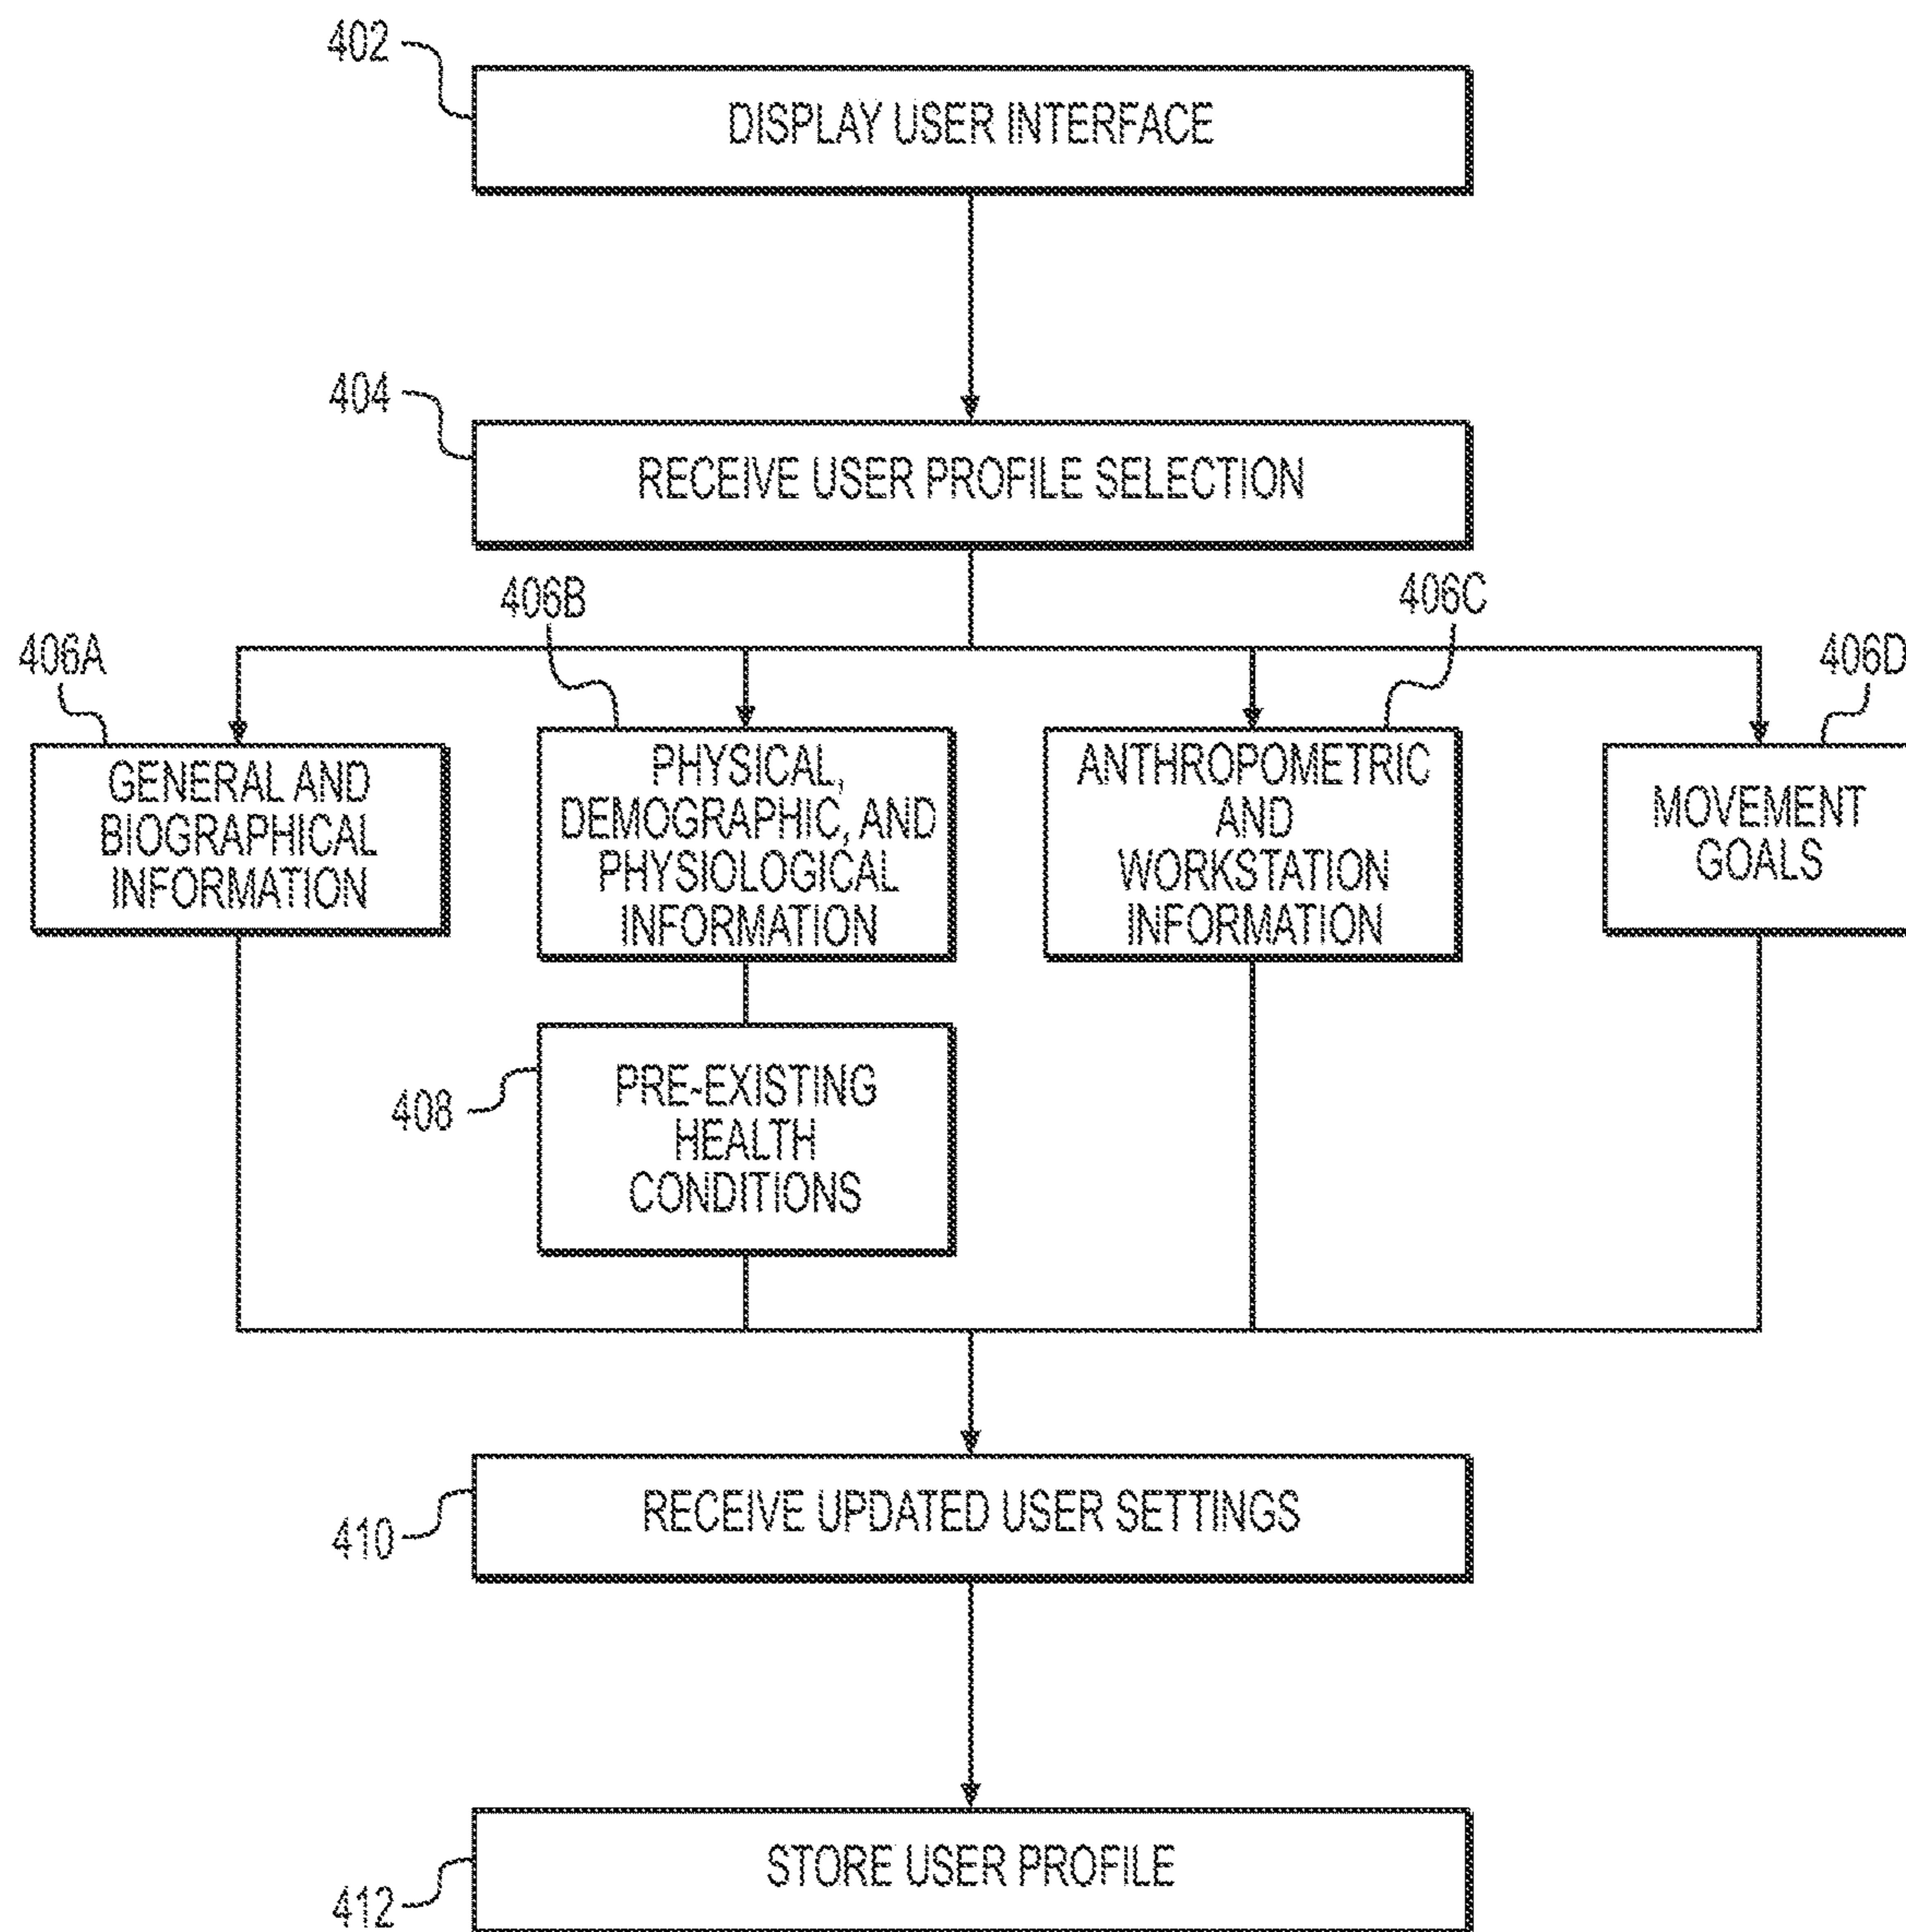 402
DISPLAY USER INTERFACE
404
RECEIVE USER PROFILE SELECTION
406A
GENERAL AND
BIOGRAPHICAL
INFORMATION
406B
PHYSICAL,
DEMOGRAPHIC, AND
PHYSIOLOGICAL
INFORMATION
406C
ANTHROPOMETRIC
AND
WORKSTATION
INFORMATION
406D
MOVEMENT
GOALS
408
PRE-EXISTING
HEALTH
CONDITIONS
410
RECEIVE UPDATED USER SETTINGS
412
STORE USER PROFILE